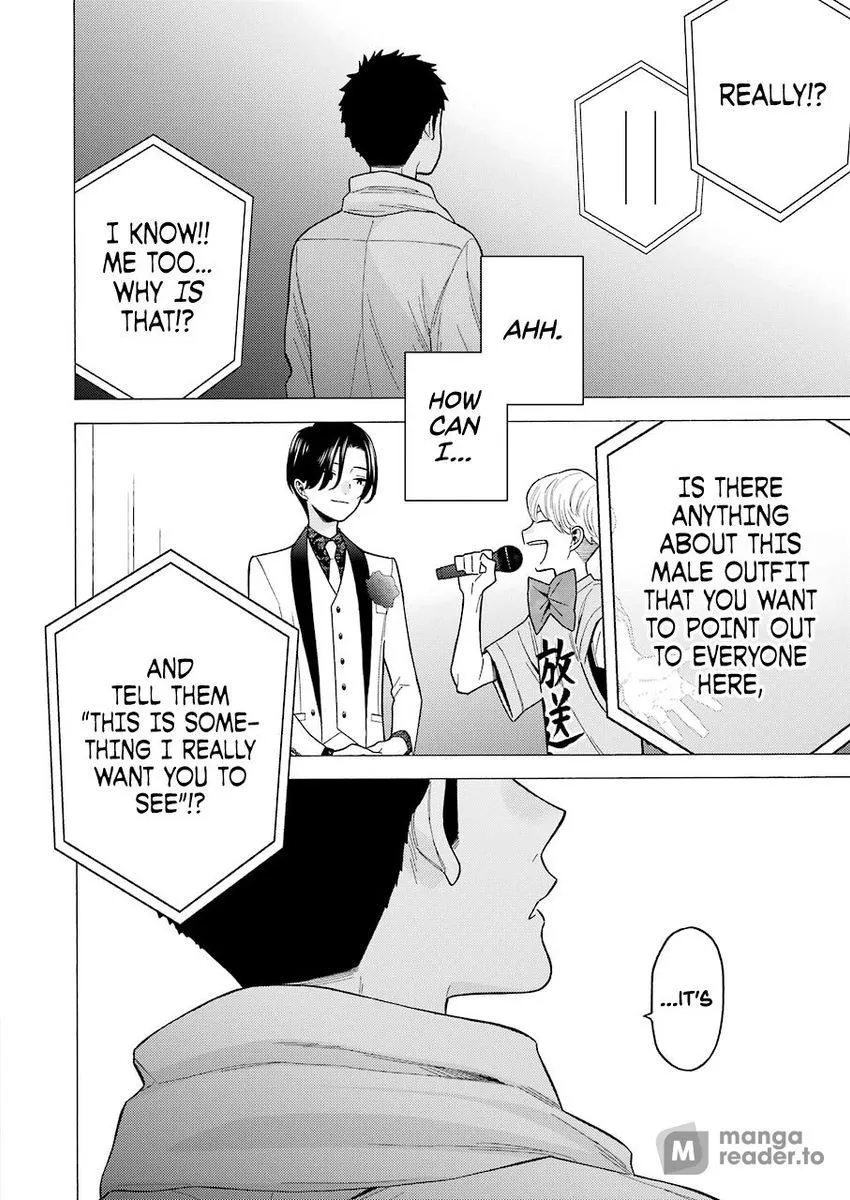 REALLY!?
I KNOW!!
ME TOO...
WHY IS
THAT!?
AHH.
HOW
CAN
I...
IS THERE
ANYTHING
ABOUT THIS
MALE OUTFIT
THAT YOU WANT
TO POINT OUT
TO EVERYONE
HERE,
放送
AND
TELL THEM
"THIS IS SOME-
THING I REALLY
WANT YOU TO
SEE"!?
...IT'S
M manga
reader.to